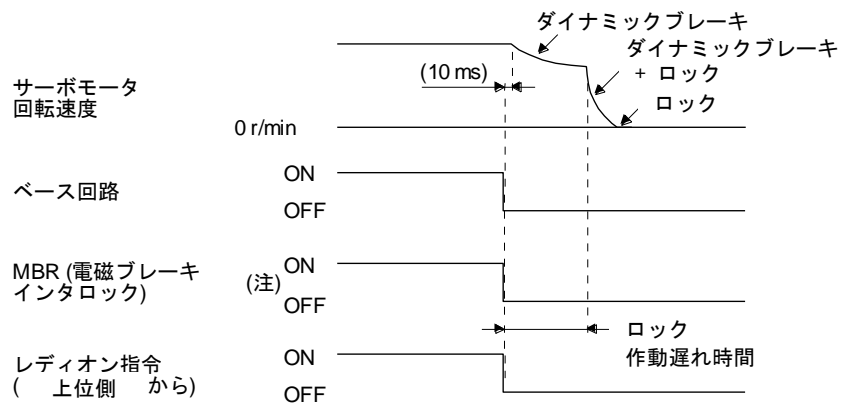 ダイナミックブレーキ
ダイナミックブレーキ
+ ロック
ロック
(10 ms)
サーボモータ
回転速度
0 r/min
ベース回路
ON
OFF
MBR (電磁ブレーキ
インタロック)
(注)
ON
OFF
ロック
作動遅れ時間
レディオン指令
( 上位側 から)
ON
OFF